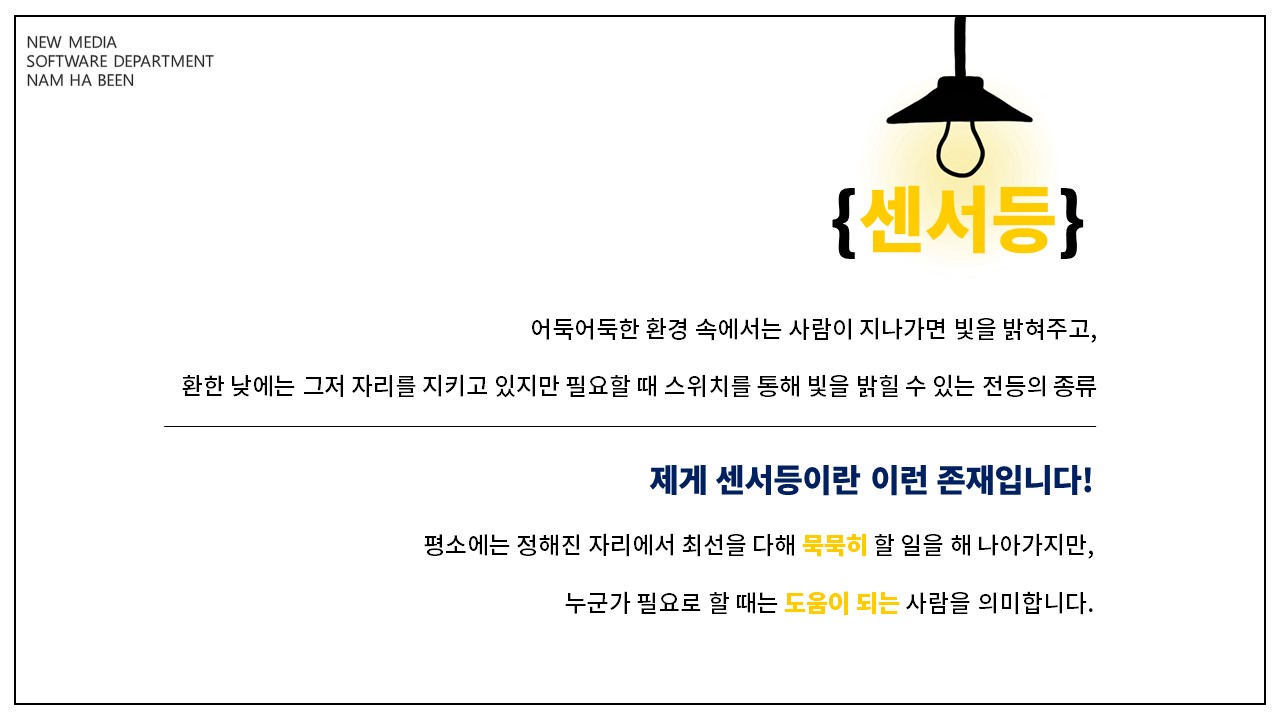 NEW MEDIA
SOFTWARE DEPARTMENT
NAM HA BEEN
{센서등}
어둑어둑한 환경 속에서는 사람이 지나가면 빛을 밝혀주고,
환한 낮에는 그저 자리를 지키고 있지만 필요할 때 스위치를 통해 빛을 밝힐 수 있는 전등의 종류
제게 센서등이란 이런 존재입니다!
평소에는 정해진 자리에서 최선을 다해 묵묵히 할 일을 해 나아가지만,
누군가 필요로 할 때는 도움이 되는 사람을 의미합니다.